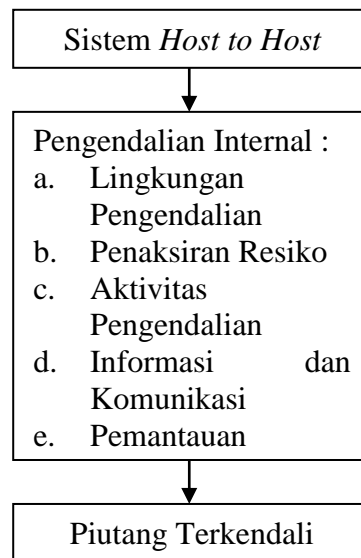 Sistem Host to Host
Pengendalian Internal :
a. Lingkungan
Pengendalian
b. Penaksiran Resiko
c. Aktivitas
Pengendalian
d. Informasi dan
Komunikasi
e. Pemantauan
Piutang Terkendali